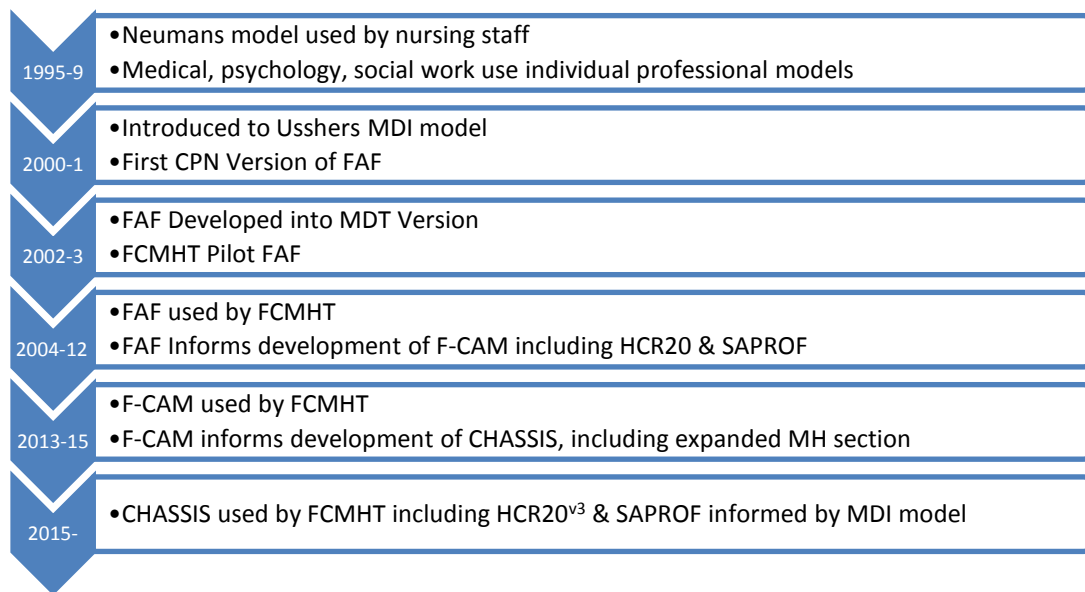 1995-9
•Neumans model used by nursing staff
•Medical, psychology, social work use individual professional models
2000-1
•Introduced to Usshers MDI model
•First CPN Version of FAF
2002-3
•FAF Developed into MDT Version
•FCMHT Pilot FAF
2004-12
•FAF used by FCMHT
•FAF Informs development of F-CAM including HCR20 & SAPROF
2013-15
•F-CAM used by FCMHT
•F-CAM informs development of CHASSIS, including expanded MH section
2015-
•CHASSIS used by FCMHT including HCR20v3 & SAPROF informed by MDI model